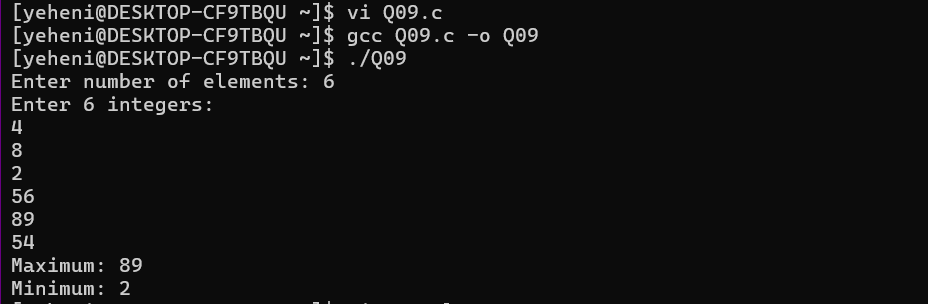 [yeheni@DESKTOP-CF9TBQU ~]$ vi Q09.c
[yeheni@DESKTOP-CF9TBQU ~]$ gcc Q09.c -o Q09
[yeheni@DESKTOP-CF9TBQU ~]$ ./Q09
Enter number of elements: 6
Enter 6 integers:
4
8
2
56
89
54
Maximum: 89
Minimum: 2